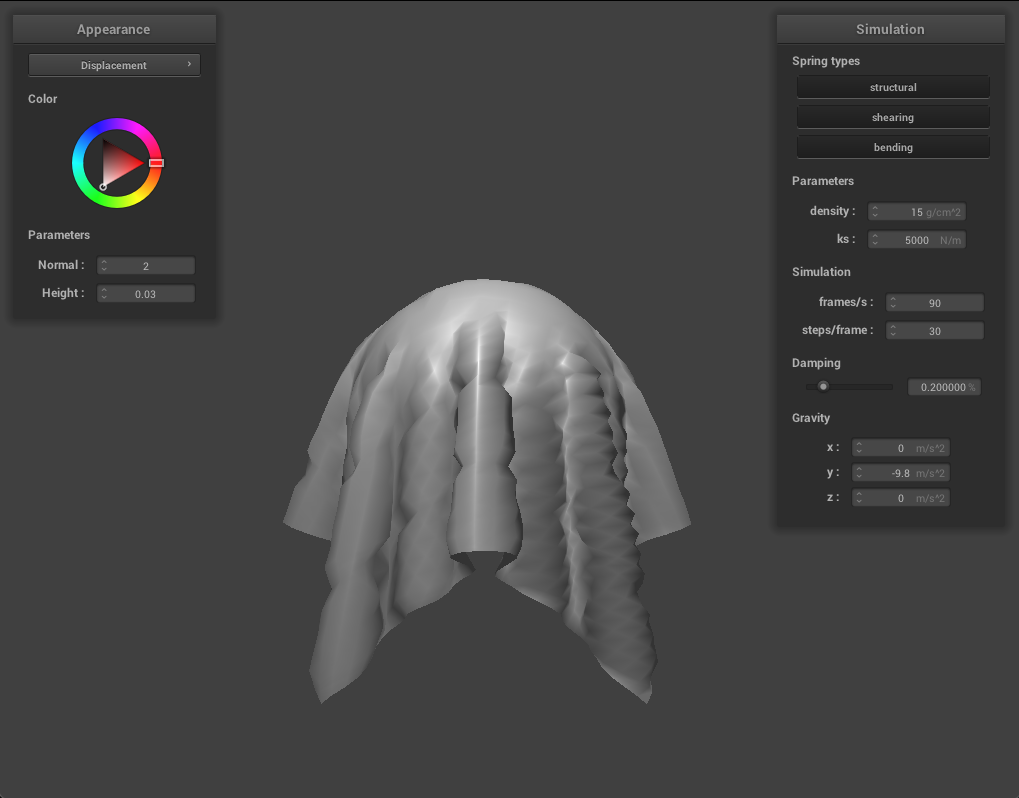 Appearance
Displacement
Color
Parameters
Normal : 2
Height : 0.03
Simulation
Spring types
structural
shearing
bending
Parameters
density : 15 g/cm^2
ks : 5000 N/m
Simulation
frames/s : 90
steps/frame : 30
Damping
0.200000 %
Gravity
x : 0 m/s^2
y : -9.8 m/s^2
z : 0 m/s^2